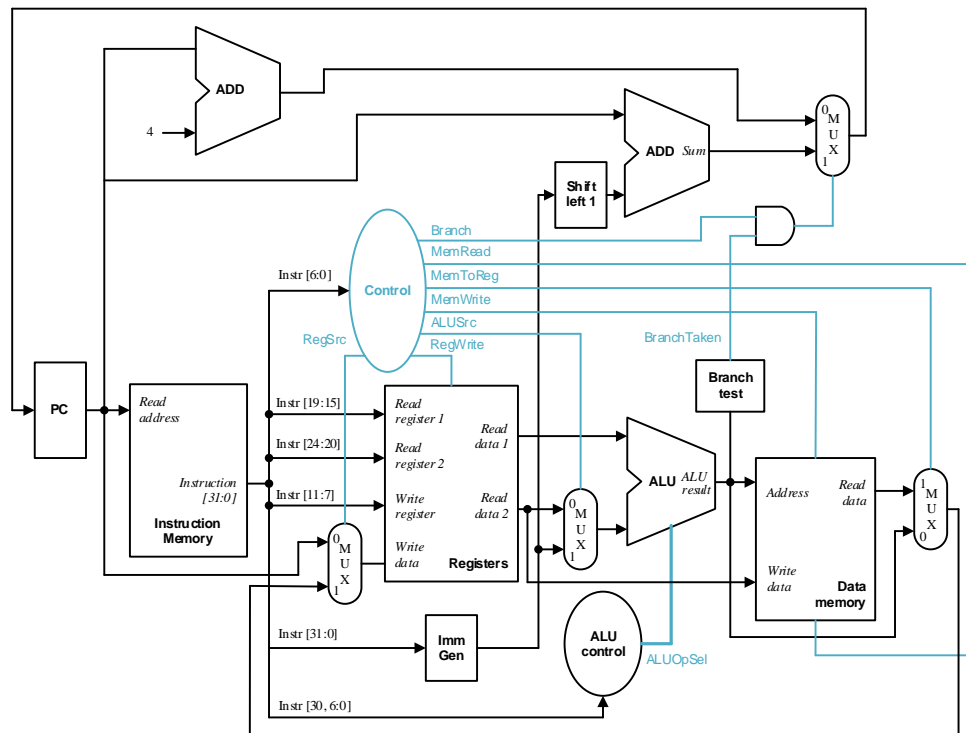 ADD
4
ADD Sum
0
M
U
X
1
Shift
left 1
Branch
MemRead
MemToReg
MemWrite
ALUSrc
RegWrite
Instr [6:0]
Control
RegSrc
BranchTaken
PC
Read
address
Instruction
[31:0]
Instruction
Memory
Instr [19:15]
Instr [24:20]
Instr [11:7]
Read
register 1
Read
register 2
Write
register
Write
data
Read
data 1
Read
data 2
Registers
0
M
U
X
1
0
M
U
X
1
ALU
ALU
result
Branch
test
Address
Read
data
Write
data
Data
memory
1
M
U
X
0
Instr [31:0]
Imm
Gen
ALU
control
ALUOpSel
Instr [30, 6:0]